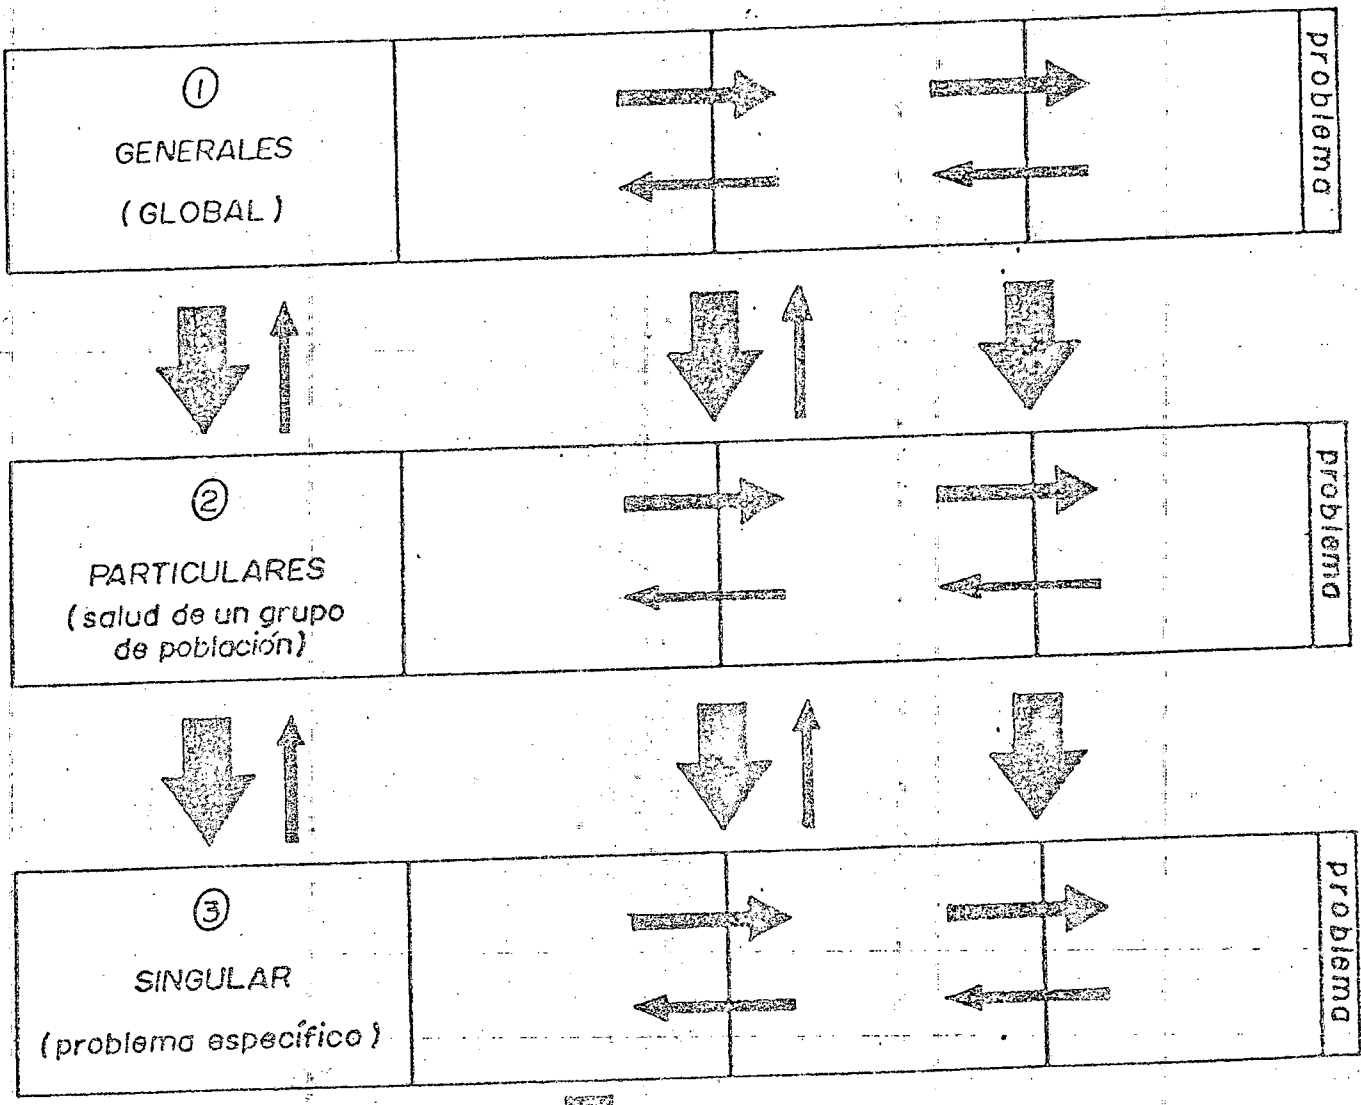 1
GENERALES
(GLOBAL)
problema
2
PARTICULARES
(salud de un grupo
de población)
problema
3
SINGULAR
(problema específico)
problema